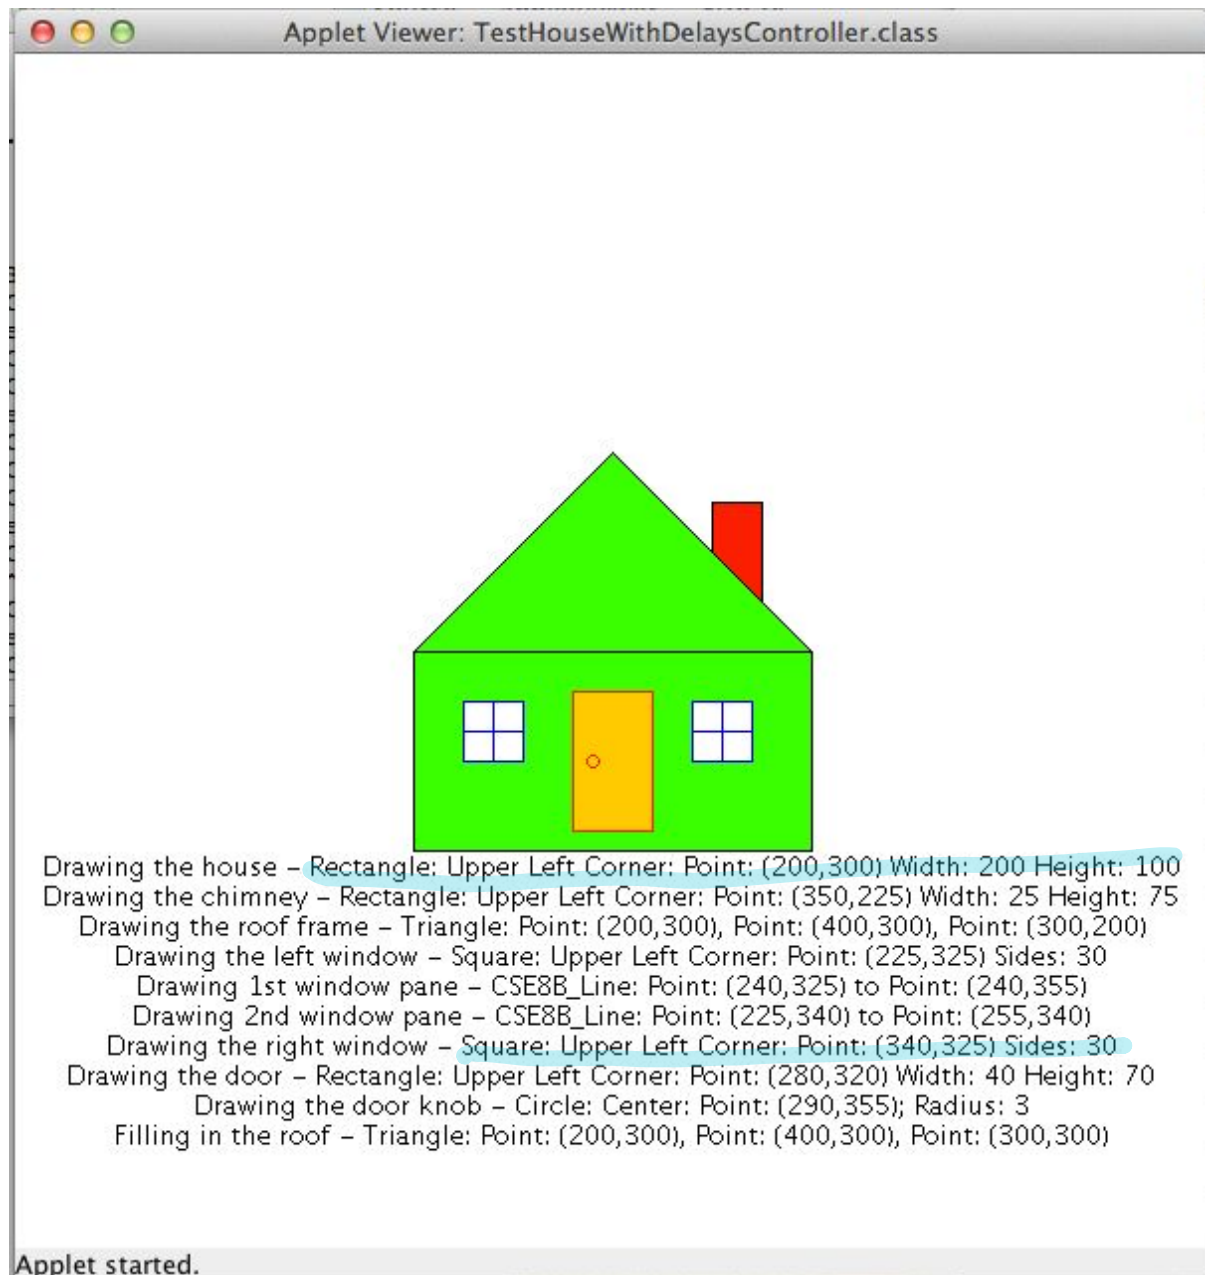 Applet Viewer: TestHouseWithDelaysController.class
Drawing the house – Rectangle: Upper Left Corner: Point: (200,300) Width: 200 Height: 100
Drawing the chimney – Rectangle: Upper Left Corner: Point: (350,225) Width: 25 Height: 75
Drawing the roof frame – Triangle: Point: (200,300), Point: (400,300), Point: (300,200)
Drawing the left window – Square: Upper Left Corner: Point: (225,325) Sides: 30
Drawing 1st window pane – CSE8B_Line: Point: (240,325) to Point: (240,355)
Drawing 2nd window pane – CSE8B_Line: Point: (225,340) to Point: (255,340)
Drawing the right window – Square: Upper Left Corner: Point: (340,325) Sides: 30
Drawing the door – Rectangle: Upper Left Corner: Point: (280,320) Width: 40 Height: 70
Drawing the door knob – Circle: Center: Point: (290,355); Radius: 3
Filling in the roof – Triangle: Point: (200,300), Point: (400,300), Point: (300,300)
Applet started.